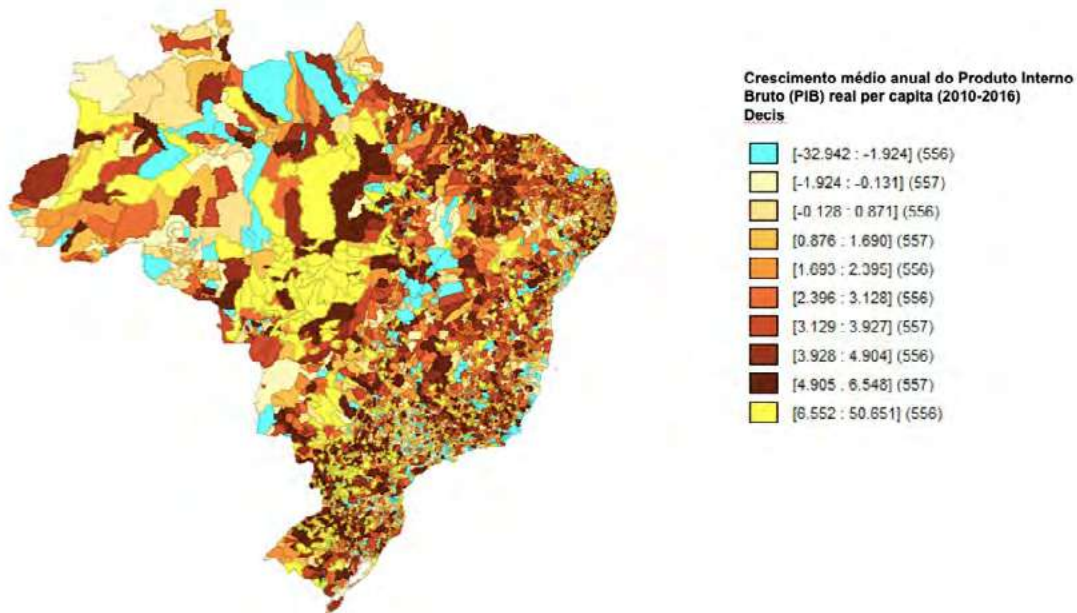 Crescimento médio anual do Produto Interno
Bruto (PIB) real per capita (2010-2016)
Decis
[-32.942 : -1.924] (556)
[-1.924 : -0.131] (557)
[-0.128 : 0.871] (556)
[0.876 : 1.690] (557)
[1.693 : 2.395] (556)
[2.396 : 3.128] (556)
[3.129 : 3.927] (557)
[3.928 : 4.904] (556)
[4.905 : 6.548] (557)
[6.552 : 50.651] (556)